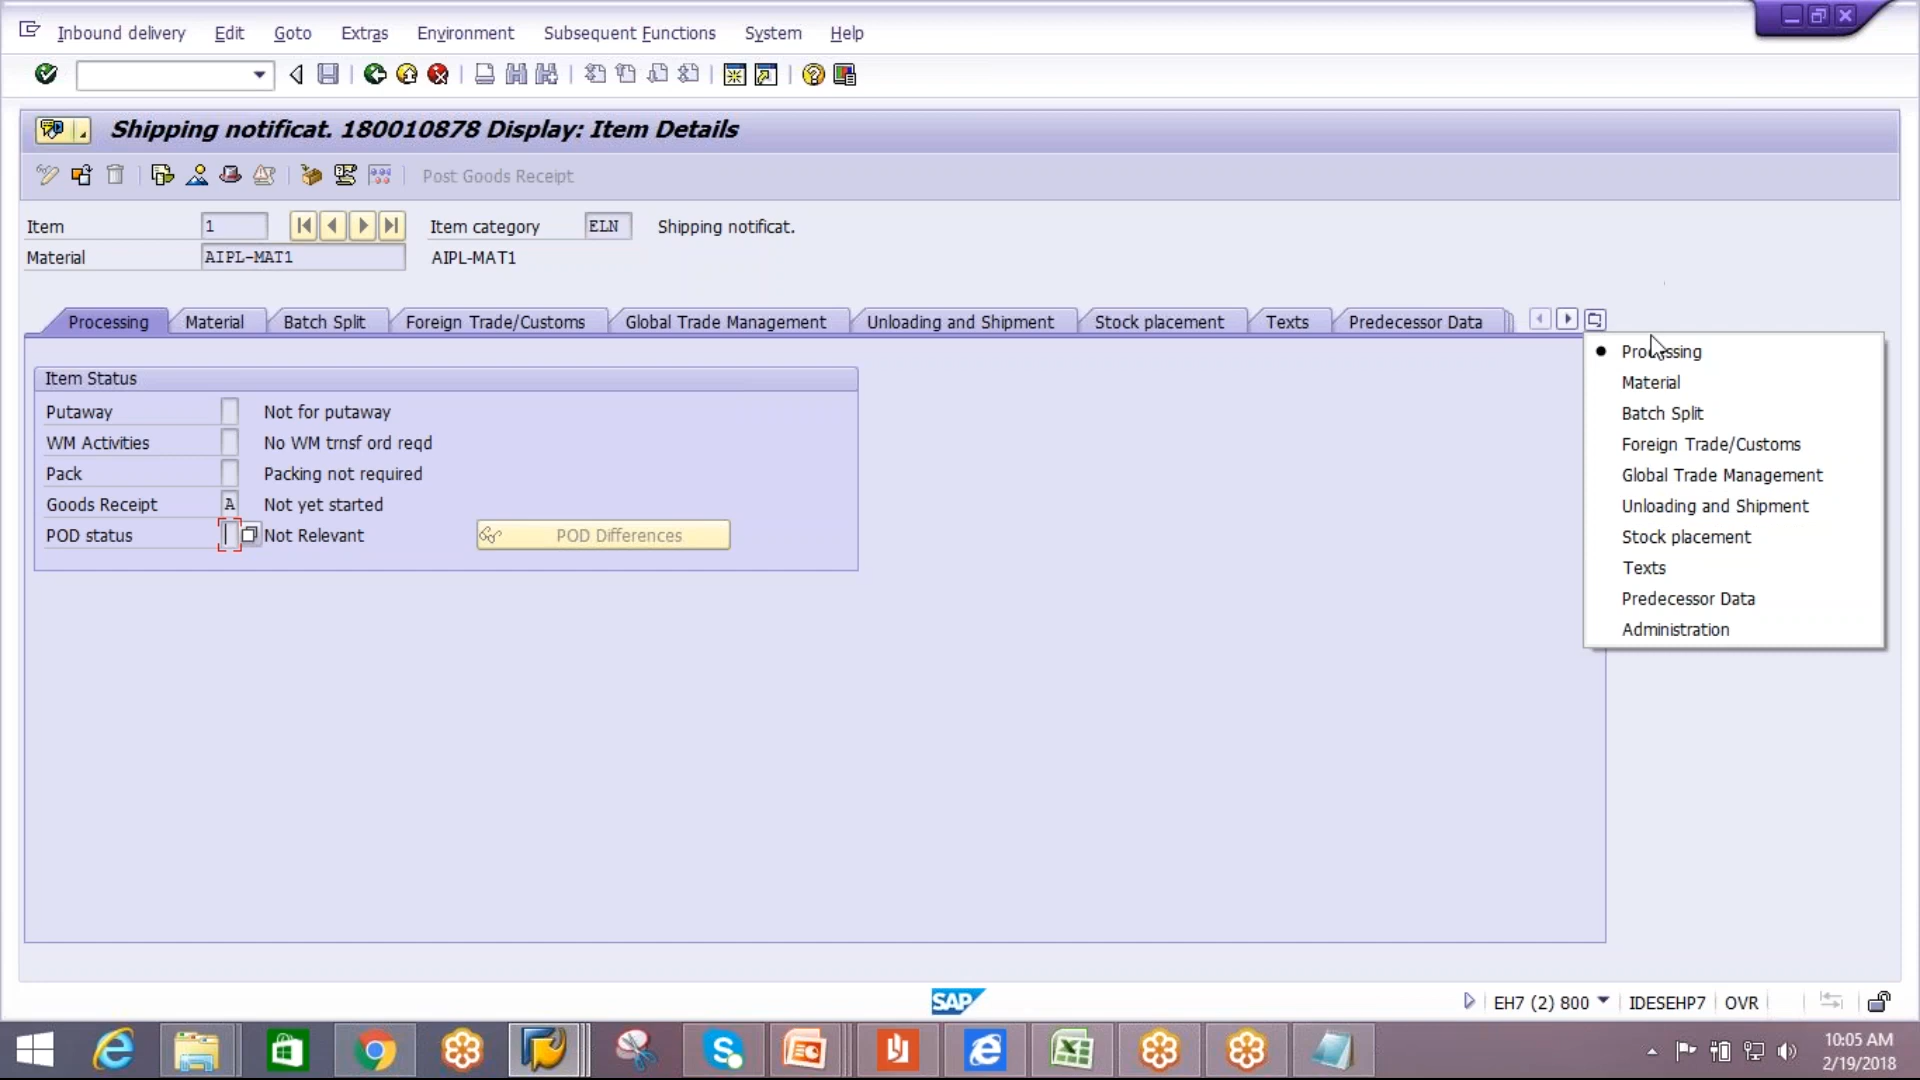 Inbound delivery Edit Goto Extras Environment Subsequent Functions System Help
Shipping notificat. 180010878 Display: Item Details
Post Goods Receipt
Item 1 Item category ELN Shipping notificat.
Material AIPL-MAT1 AIPL-MAT1
Processing Material Batch Split Foreign Trade/Customs Global Trade Management Unloading and Shipment Stock placement Texts Predecessor Data
Processing
Material
Batch Split
Foreign Trade/Customs
Global Trade Management
Unloading and Shipment
Stock placement
Texts
Predecessor Data
Administration
Item Status
Putaway Not for putaway
WM Activities No WM trnsf ord reqd
Pack Packing not required
Goods Receipt A Not yet started
POD status Not Relevant POD Differences
SAP EH7 (2) 800 IDESEHP7 OVR
10:05 AM
2/19/2018